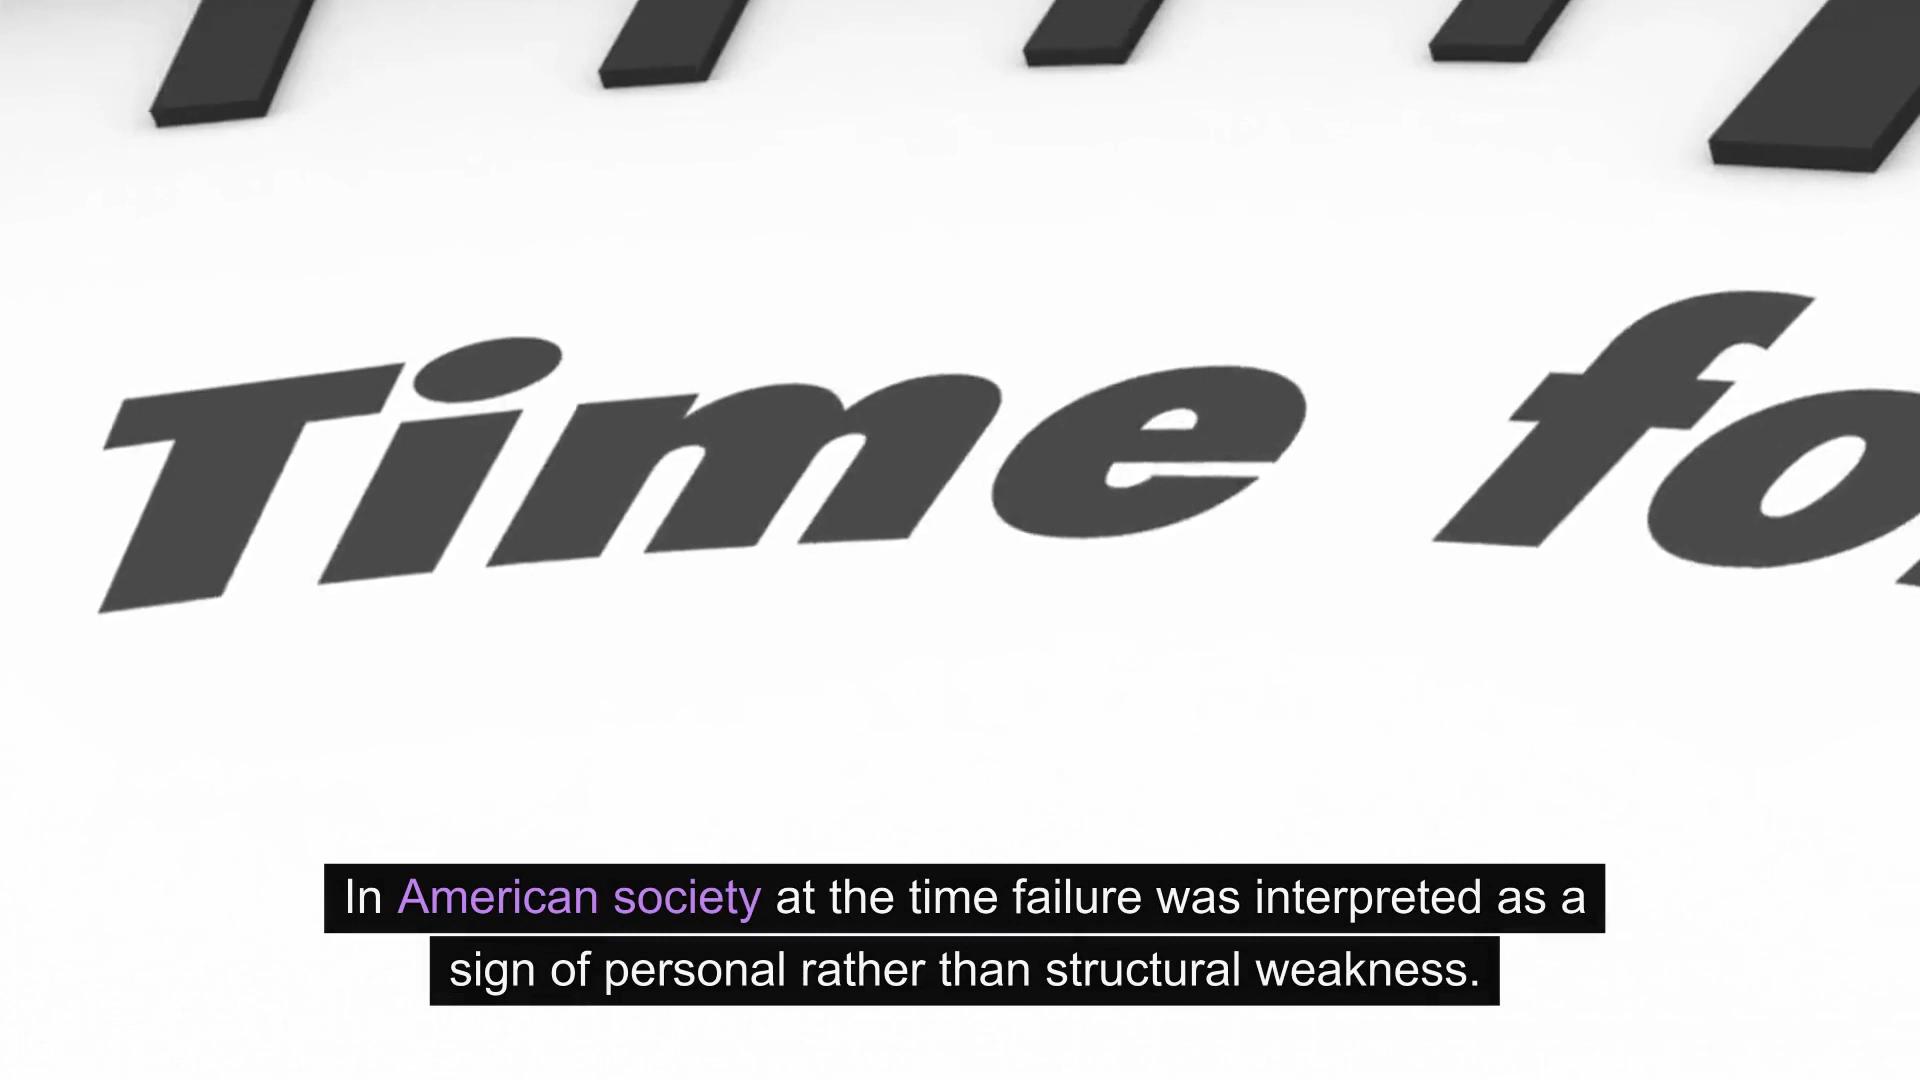 Time fo
In American society at the time failure was interpreted as a
sign of personal rather than structural weakness.